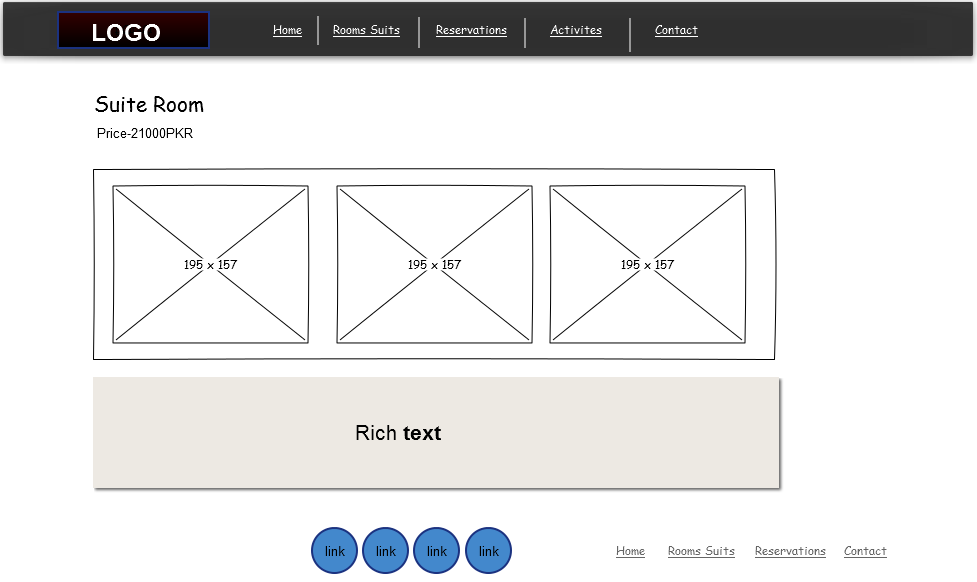 LOGO Home Rooms Suits Reservations Activites Contact
Suite Room
Price-21000PKR
195 x 157 195 x 157 195 x 157
Rich text
link link link link Home Rooms Suits Reservations Contact